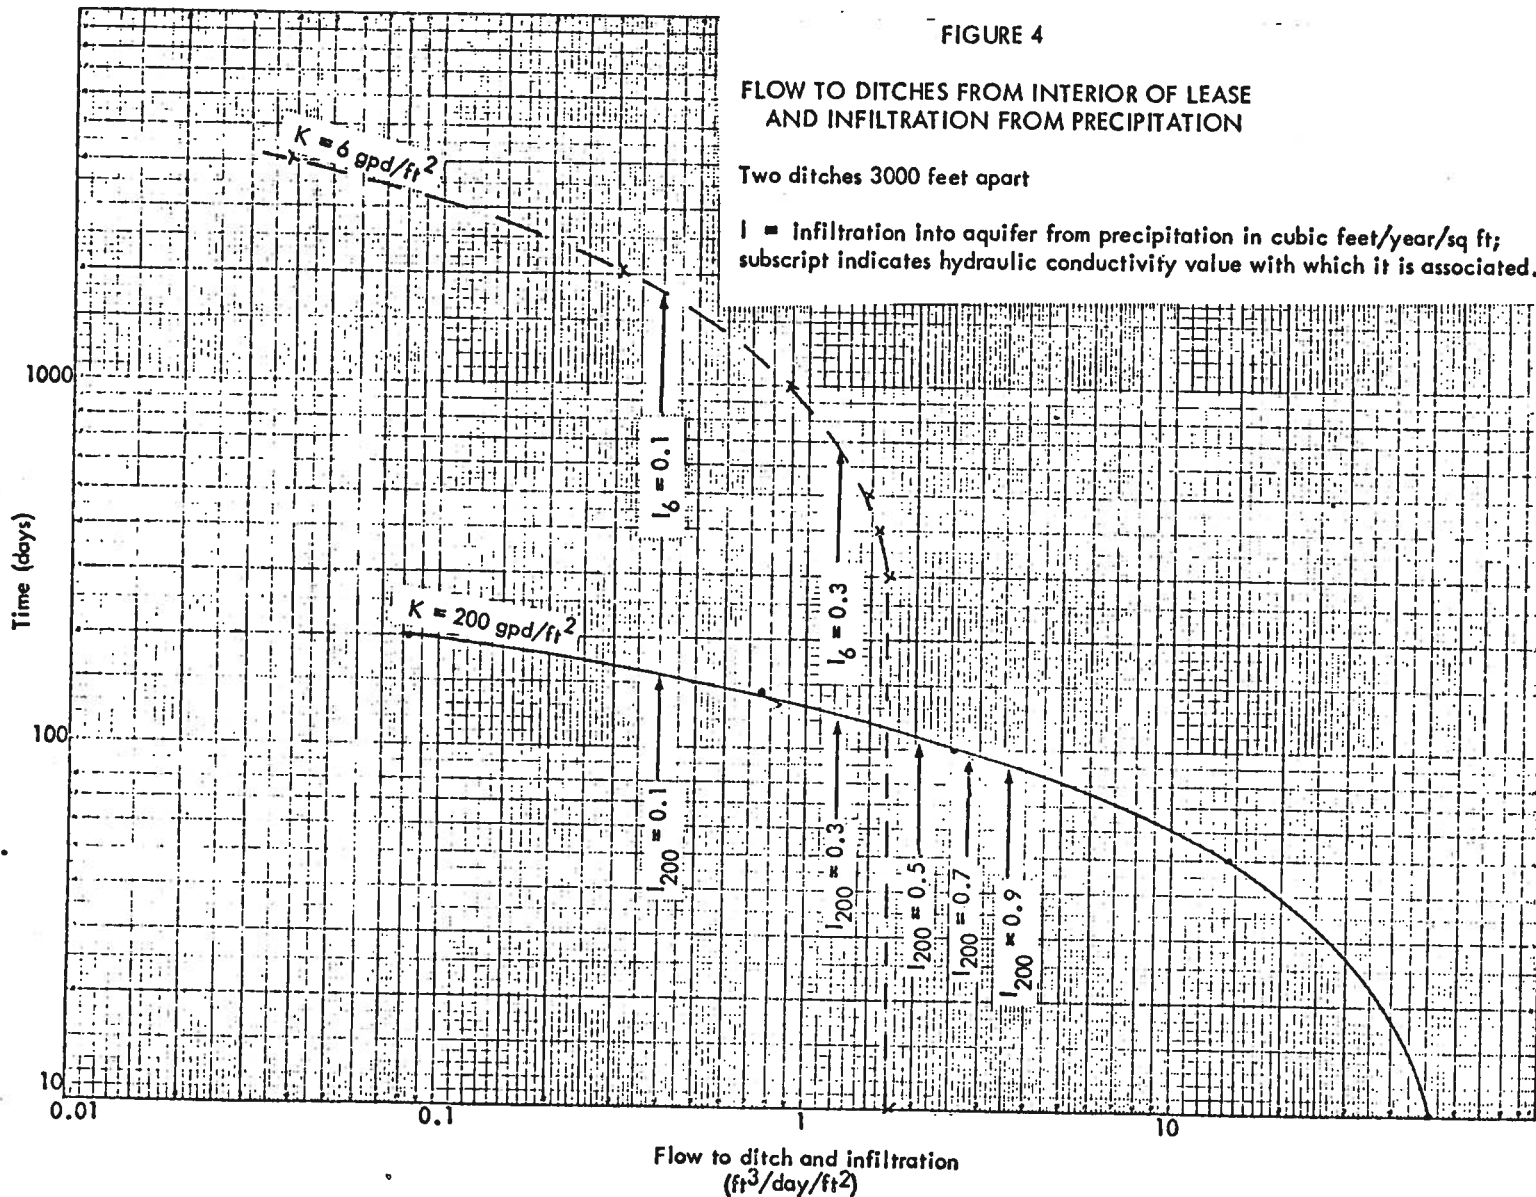 FIGURE 4
FLOW TO DITCHES FROM INTERIOR OF LEASE
AND INFILTRATION FROM PRECIPITATION
Two ditches 3000 feet apart
I = infiltration into aquifer from precipitation in cubic feet/year/sq ft;
subscript indicates hydraulic conductivity value with which it is associated.
K = 6 gpd/ft²
I₆ = 0.1
I₆ = 0.3
K = 200 gpd/ft²
I₂₀₀ = 0.1
I₂₀₀ = 0.3
I₂₀₀ = 0.5
I₂₀₀ = 0.7
I₂₀₀ = 0.9
Time (days)
1000
100
10
0.01
0.1
1
10
Flow to ditch and infiltration
(ft³/day/ft²)